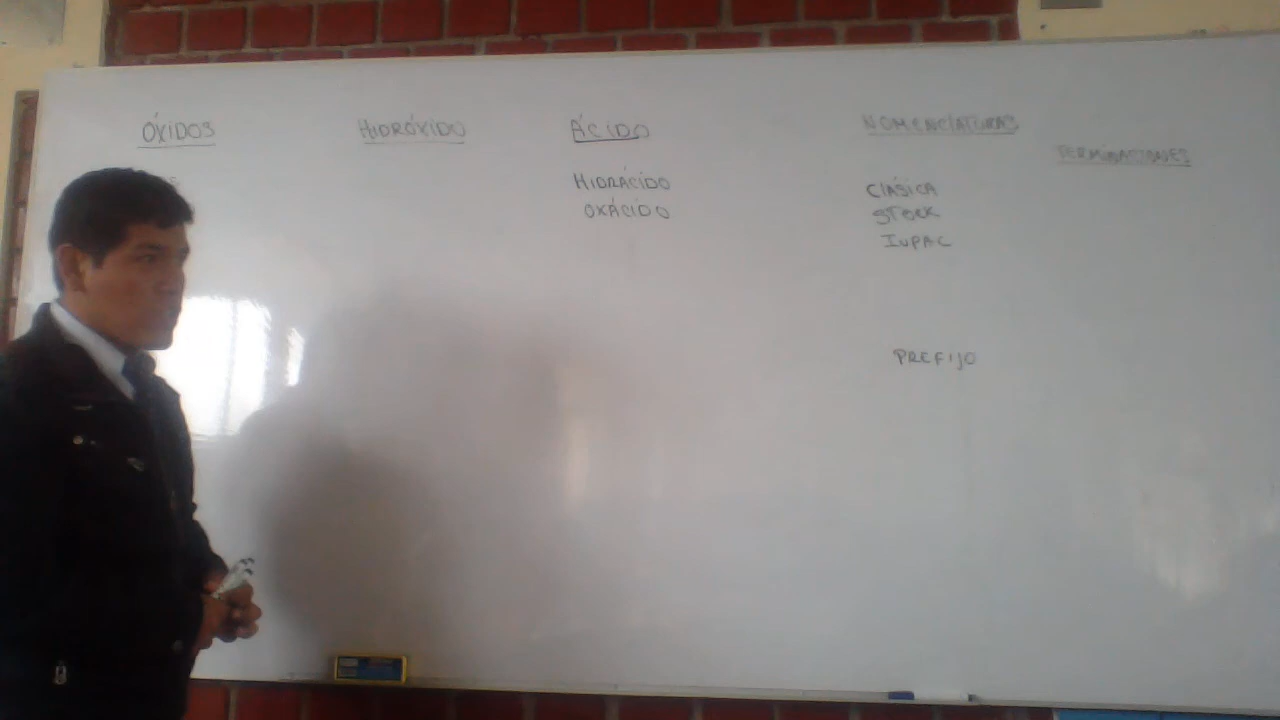 ÓXIDOS
HIDRÓXIDO
ÁCIDO
HIDRÁCIDO
OXÁCIDO
NOMENCLATURAS
CLÁSICA
STOCK
IUPAC
PREFIJO
TERMINACIONES